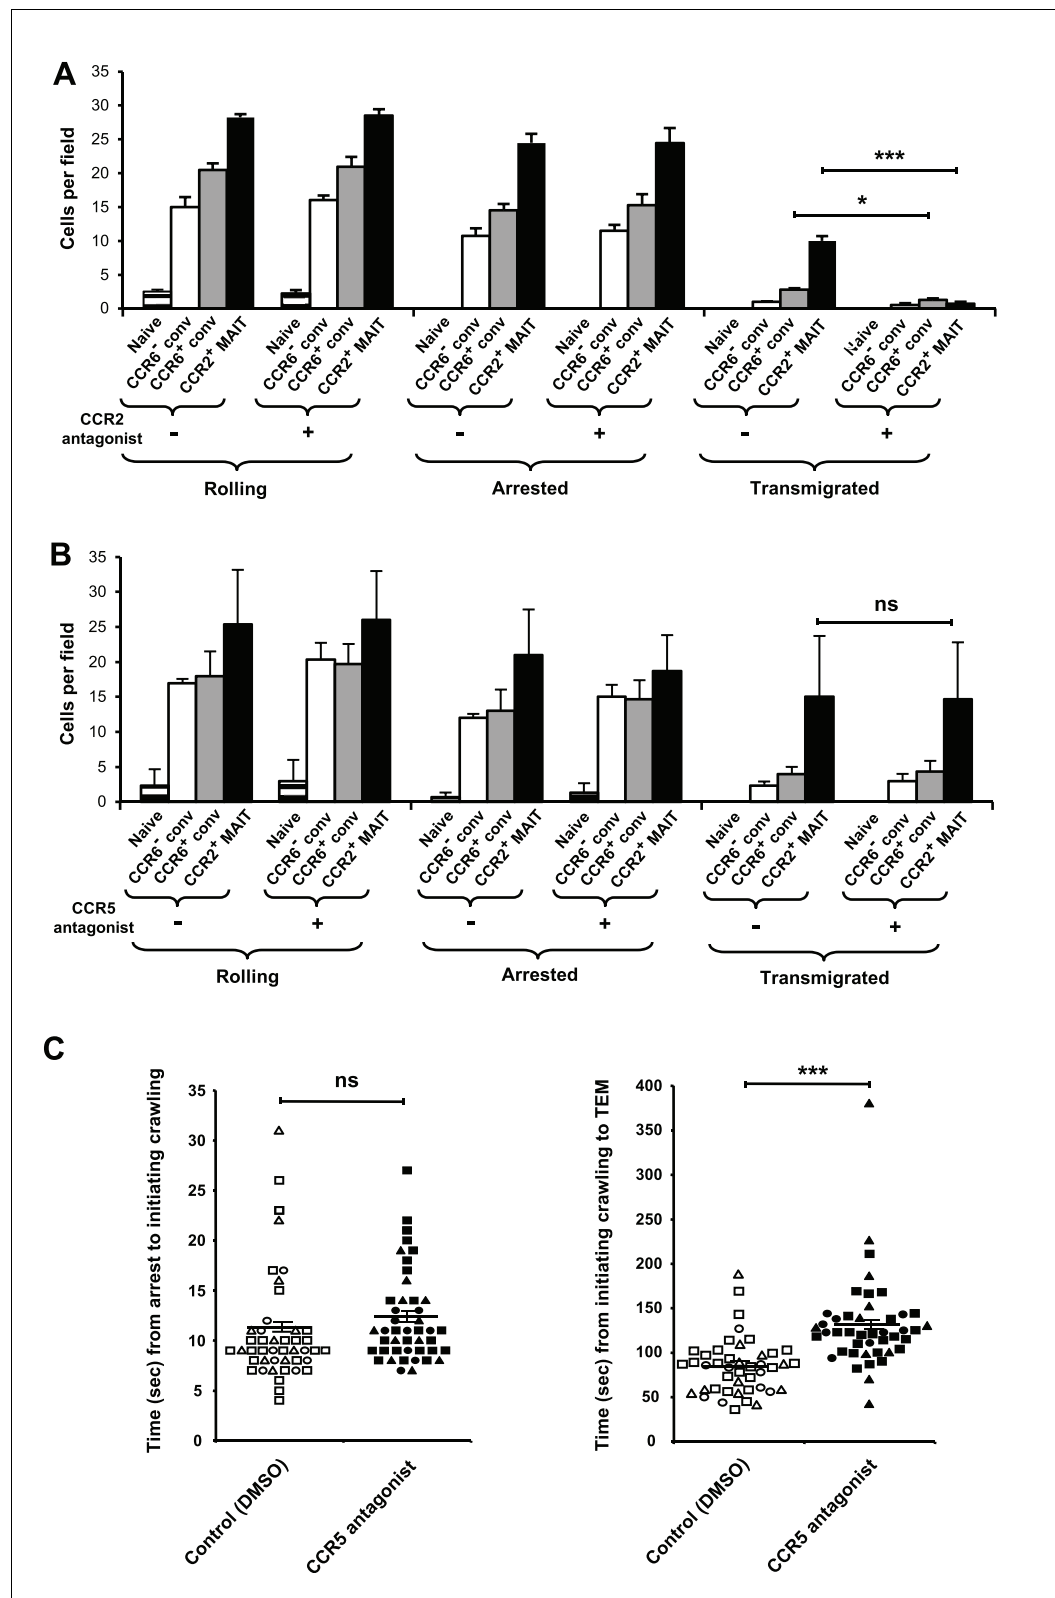 A
35
30
25
20
15
10
5
0
Cells per field
***
*
Naive CCR6- conv CCR6+ conv CCR2+ MAIT Naive CCR6- conv CCR6+ conv CCR2+ MAIT Naive CCR6- conv CCR6+ conv CCR2+ MAIT Naive CCR6- conv CCR6+ conv CCR2+ MAIT Naive CCR6- conv CCR6+ conv CCR2+ MAIT CCR6- conv CCR6+ conv CCR2+ MAIT
CCR2
antagonist - + - + - +
Rolling Arrested Transmigrated
B
35
30
25
20
15
10
5
0
Cells per field
ns
Naive CCR6- conv CCR6+ conv CCR2+ MAIT Naive CCR6- conv CCR6+ conv CCR2+ MAIT Naive CCR6- conv CCR6+ conv CCR2+ MAIT Naive CCR6- conv CCR6+ conv CCR2+ MAIT Naive CCR6- conv CCR6+ conv CCR2+ MAIT Naive CCR6- conv CCR6+ conv CCR2+ MAIT
CCR5
antagonist - + - + - +
Rolling Arrested Transmigrated
C
Time (sec) from arrest to initiating crawling
35
30
25
20
15
10
5
0
ns
Control (DMSO)
CCR5 antagonist
Time (sec) from initiating crawling to TEM
400
350
300
250
200
150
100
50
0
***
Control (DMSO)
CCR5 antagonist